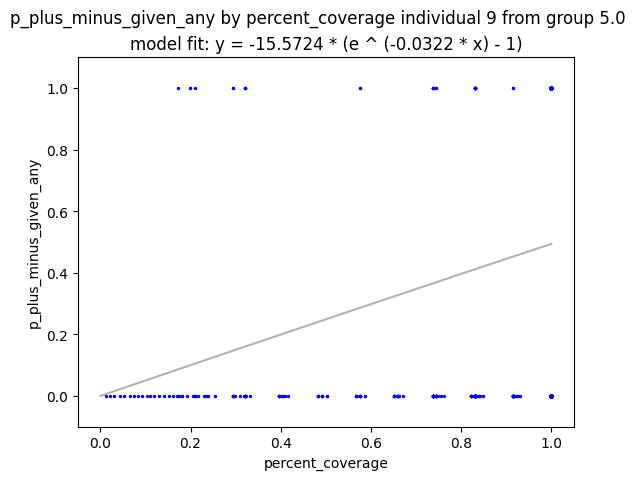 p_plus_minus_given_any by percent_coverage individual 9 from group 5.0
model fit: y = -15.5724 * (e ^ (-0.0322 * x) - 1)
p_plus_minus_given_any
1.0
0.8
0.6
0.4
0.2
0.0
0.0 0.2 0.4 0.6 0.8 1.0
percent_coverage